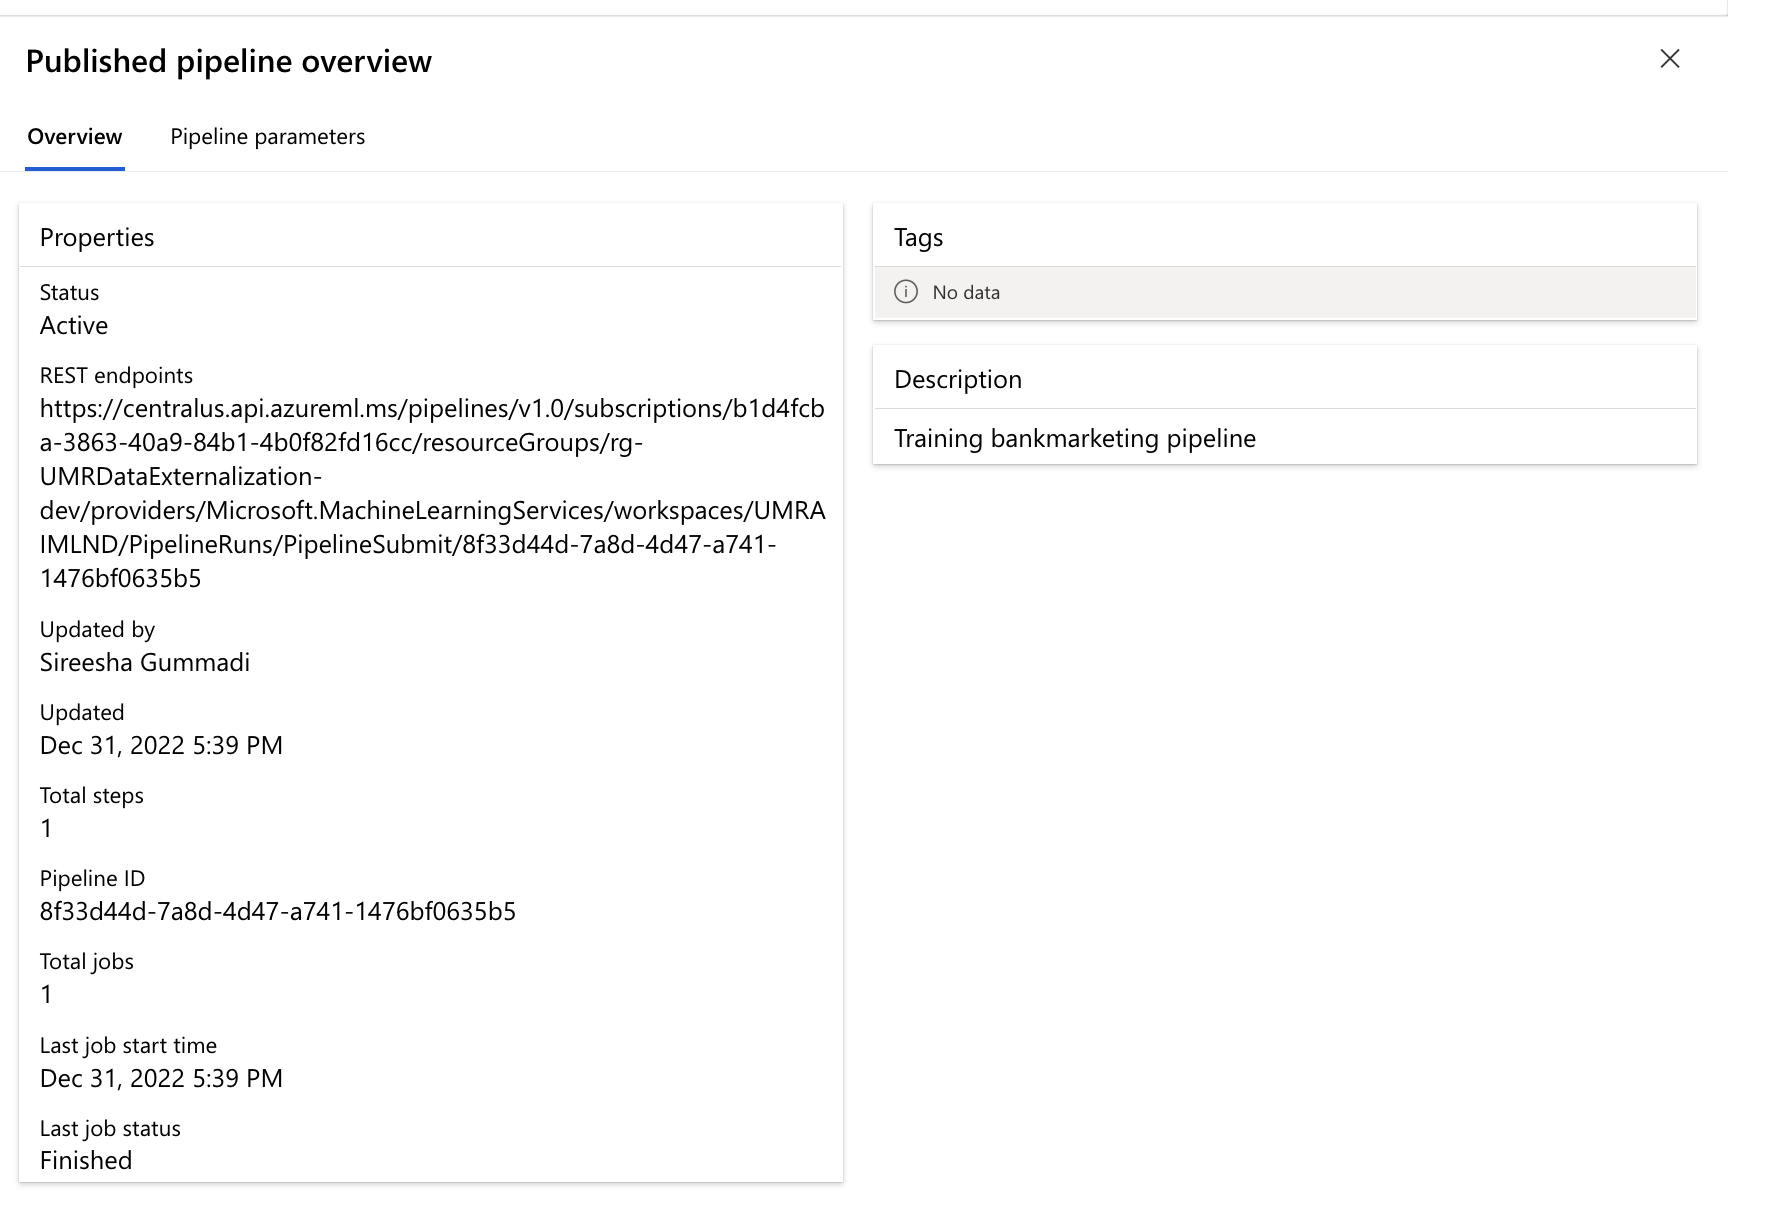 Published pipeline overview
Overview
Pipeline parameters
Properties
Status
Active
REST endpoints
https://centralus.api.azureml.ms/pipelines/v1.0/subscriptions/b1d4fcb
a-3863-40a9-84b1-4b0f82fd16cc/resourceGroups/rg-
UMRDataExternalization-
dev/providers/Microsoft.MachineLearningServices/workspaces/UMRA
IMLND/PipelineRuns/PipelineSubmit/8f33d44d-7a8d-4d47-a741-
1476bf0635b5
Updated by
Sireesha Gummadi
Updated
Dec 31, 2022 5:39 PM
Total steps
1
Pipeline ID
8f33d44d-7a8d-4d47-a741-1476bf0635b5
Total jobs
1
Last job start time
Dec 31, 2022 5:39 PM
Last job status
Finished
Tags
No data
Description
Training bankmarketing pipeline